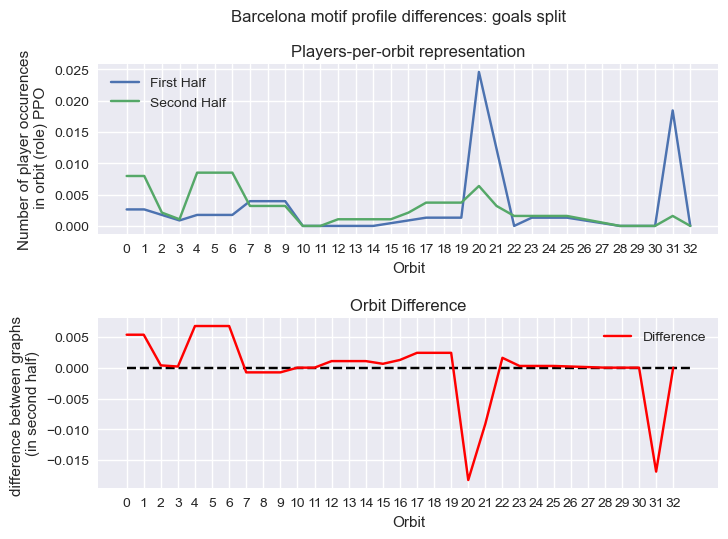 Barcelona motif profile differences: goals split
Players-per-orbit representation
Number of player occurences
in orbit (role) PPO
0.025
0.020
0.015
0.010
0.005
0.000
First Half
Second Half
0 1 2 3 4 5 6 7 8 9 10 11 12 13 14 15 16 17 18 19 20 21 22 23 24 25 26 27 28 29 30 31 32
Orbit
Orbit Difference
difference between graphs
(in second half)
0.005
0.000
−0.005
−0.010
−0.015
Difference
0 1 2 3 4 5 6 7 8 9 10 11 12 13 14 15 16 17 18 19 20 21 22 23 24 25 26 27 28 29 30 31 32
Orbit